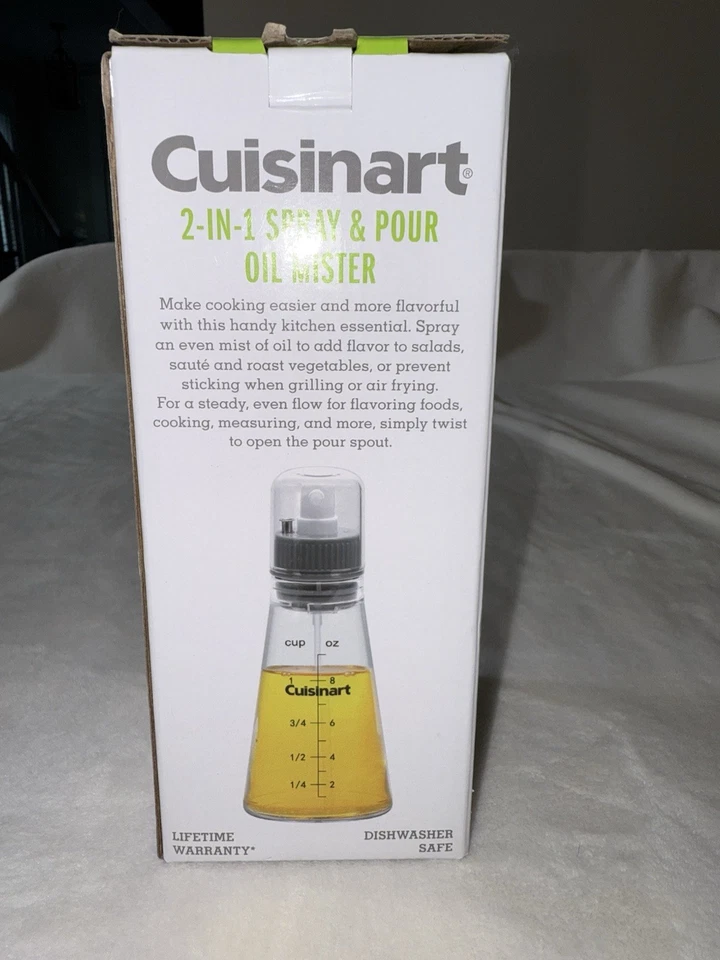 Cuisinart®
2-IN-1 SPRAY & POUR
OIL MISTER
Make cooking easier and more flavorful
with this handy kitchen essential. Spray
an even mist of oil to add flavor to salads,
sauté and roast vegetables, or prevent
sticking when grilling or air frying.
For a steady, even flow for flavoring foods,
cooking, measuring, and more, simply twist
to open the pour spout.
cup oz
1 8
Cuisinart
3/4 6
1/2 4
1/4 2
LIFETIME
WARRANTY*
DISHWASHER
SAFE